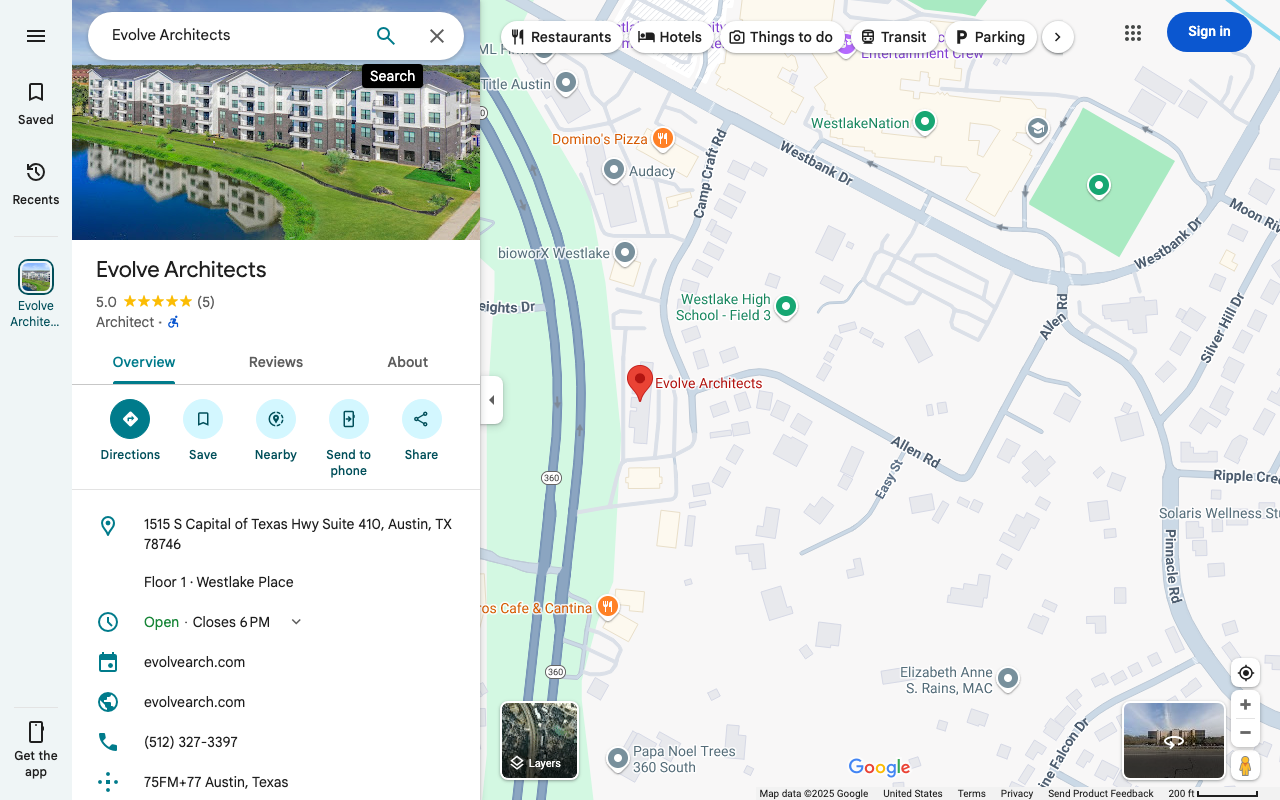 Evolve Architects
Search
Saved
Recents
Evolve
Archite...
Get the
app
Evolve Architects
5.0
(5)
Architect ·
Overview
Reviews
About
Directions
Save
Nearby
Send to
phone
Share
1515 S Capital of Texas Hwy Suite 410, Austin, TX
78746
Floor 1 · Westlake Place
Open · Closes 6 PM
evolvearch.com
evolvearch.com
(512) 327-3397
75FM+77 Austin, Texas
Restaurants
Hotels
Things to do
Transit
Parking
Sign in
Entertainment Crew
Title Austin
Domino's Pizza
Audacy
Camp Craft Rd
WestlakeNation
Westbank Dr
Westbank Dr
bioworX Westlake
eights Dr
Westlake High
School - Field 3
Allen Rd
Allen Rd
Silver Hill Dr
Moon Riv
Evolve Architects
Allen Rd
Easy St
360
Ripple Cre
Solaris Wellness Stu
Pinnacle Rd
ros Cafe & Cantina
360
Elizabeth Anne
S. Rains, MAC
ine Falcon Dr
Papa Noel Trees
360 South
Layers
Google
Map data ©2025 Google
United States
Terms
Privacy
Send Product Feedback
200 ft